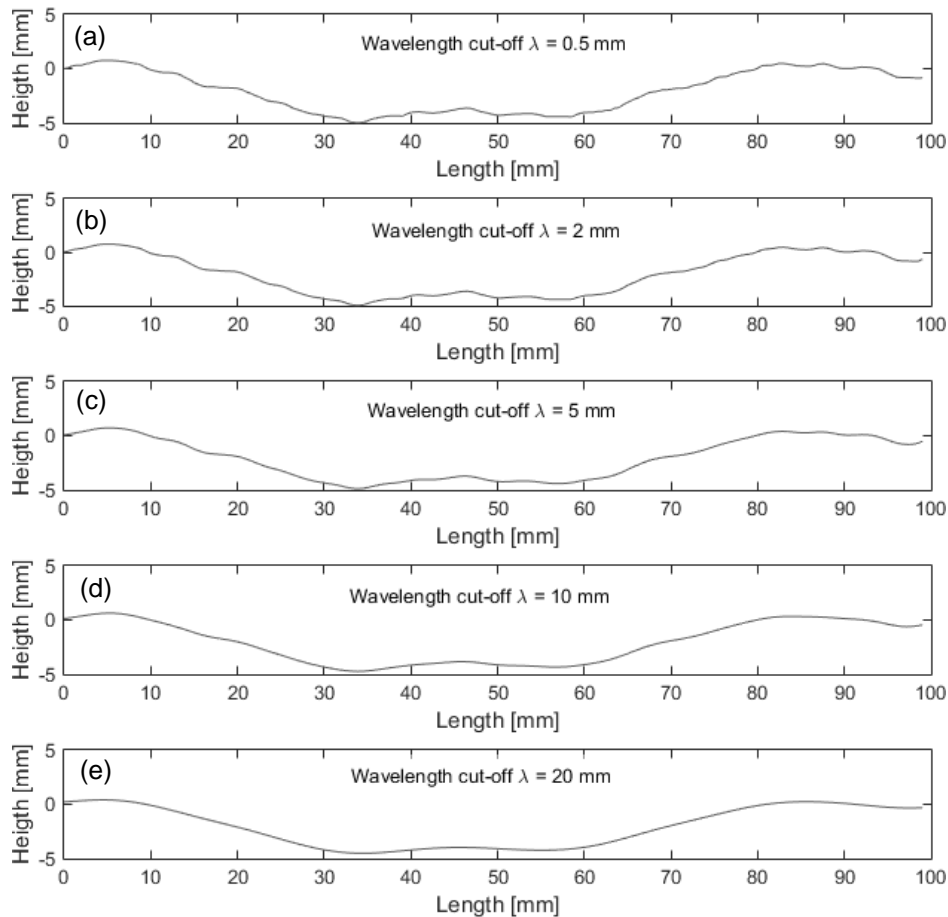 (a)
Wavelength cut-off λ = 0.5 mm
Heigth [mm]
5
0
-5
0 10 20 30 40 50 60 70 80 90 100
Length [mm]
(b)
Wavelength cut-off λ = 2 mm
Heigth [mm]
5
0
-5
0 10 20 30 40 50 60 70 80 90 100
Length [mm]
(c)
Wavelength cut-off λ = 5 mm
Heigth [mm]
5
0
-5
0 10 20 30 40 50 60 70 80 90 100
Length [mm]
(d)
Wavelength cut-off λ = 10 mm
Heigth [mm]
5
0
-5
0 10 20 30 40 50 60 70 80 90 100
Length [mm]
(e)
Wavelength cut-off λ = 20 mm
Heigth [mm]
5
0
-5
0 10 20 30 40 50 60 70 80 90 100
Length [mm]